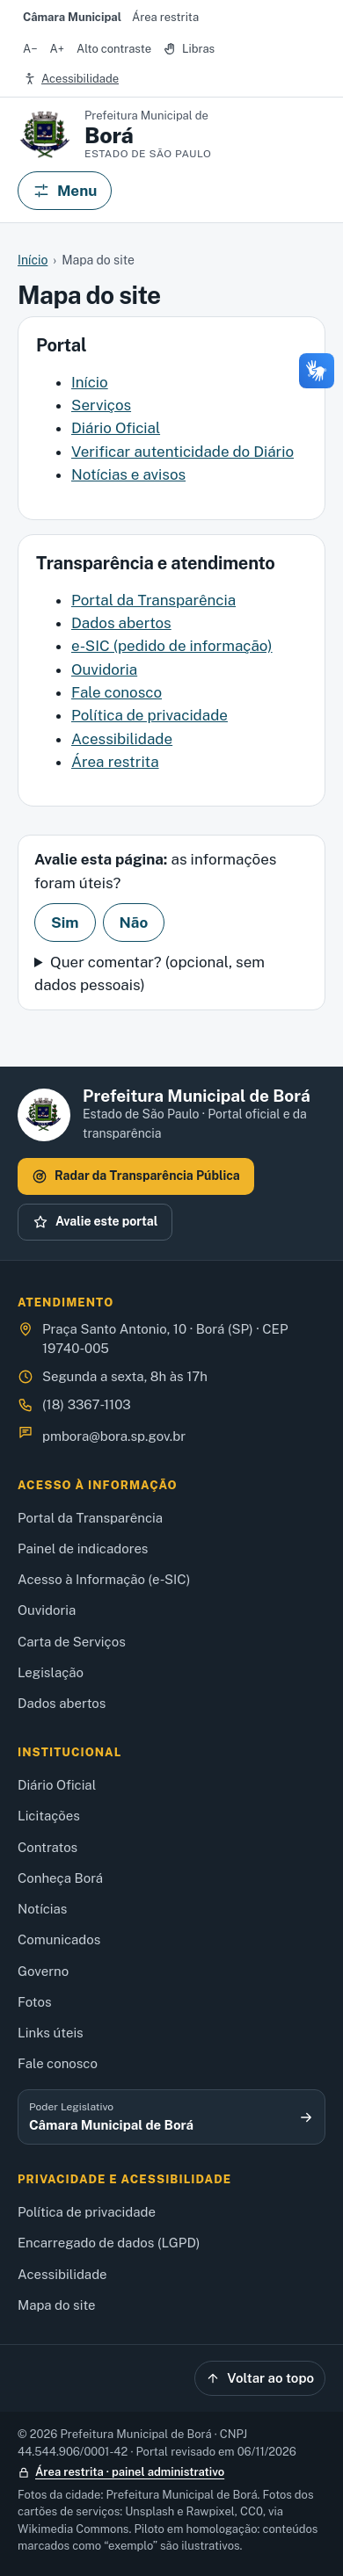 Câmara Municipal Área restrita
A− A+ Alto contraste Libras
Acessibilidade
Prefeitura Municipal de
Borá
ESTADO DE SÃO PAULO
Menu
Início › Mapa do site
Mapa do site
Portal
• Início
• Serviços
• Diário Oficial
• Verificar autenticidade do Diário
• Notícias e avisos
Transparência e atendimento
• Portal da Transparência
• Dados abertos
• e-SIC (pedido de informação)
• Ouvidoria
• Fale conosco
• Política de privacidade
• Acessibilidade
• Área restrita
Avalie esta página: as informações
foram úteis?
Sim Não
Quer comentar? (opcional, sem
dados pessoais)
Prefeitura Municipal de Borá
Estado de São Paulo · Portal oficial e da
transparência
Radar da Transparência Pública
Avalie este portal
ATENDIMENTO
Praça Santo Antonio, 10 · Borá (SP) · CEP
19740-005
Segunda a sexta, 8h às 17h
(18) 3367-1103
pmbora@bora.sp.gov.br
ACESSO À INFORMAÇÃO
Portal da Transparência
Painel de indicadores
Acesso à Informação (e-SIC)
Ouvidoria
Carta de Serviços
Legislação
Dados abertos
INSTITUCIONAL
Diário Oficial
Licitações
Contratos
Conheça Borá
Notícias
Comunicados
Governo
Fotos
Links úteis
Fale conosco
Poder Legislativo
Câmara Municipal de Borá
PRIVACIDADE E ACESSIBILIDADE
Política de privacidade
Encarregado de dados (LGPD)
Acessibilidade
Mapa do site
Voltar ao topo
© 2026 Prefeitura Municipal de Borá · CNPJ
44.544.906/0001-42 · Portal revisado em 06/11/2026
Área restrita · painel administrativo
Fotos da cidade: Prefeitura Municipal de Borá. Fotos dos
cartões de serviços: Unsplash e Rawpixel, CC0, via
Wikimedia Commons. Piloto em homologação: conteúdos
marcados como “exemplo” são ilustrativos.